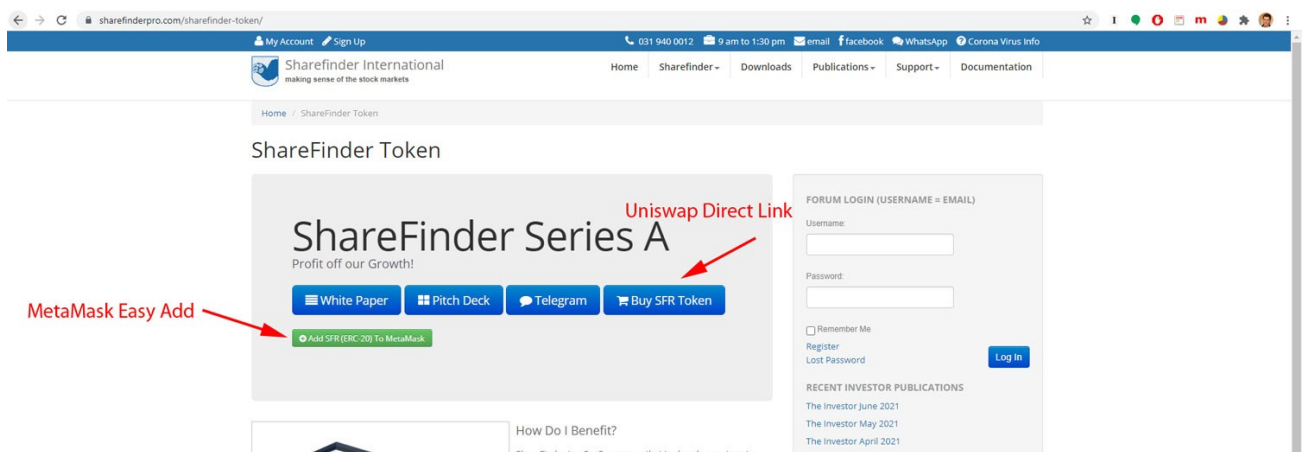 sharefinderpro.com/sharefinder-token/
My Account Sign Up 031 940 0012 9 am to 1:30 pm email facebook WhatsApp Corona Virus Info
Sharefinder International
making sense of the stock markets
Home Sharefinder Downloads Publications Support Documentation
Home / ShareFinder Token
ShareFinder Token
Uniswap Direct Link
ShareFinder Series A
Profit off our Growth!
White Paper Pitch Deck Telegram Buy SFR Token
MetaMask Easy Add
Add SFR (ERC-20) To MetaMask
FORUM LOGIN (USERNAME = EMAIL)
Username:
Password:
Remember Me
Register
Lost Password
Log In
RECENT INVESTOR PUBLICATIONS
The Investor June 2021
The Investor May 2021
The Investor April 2021
How Do I Benefit?